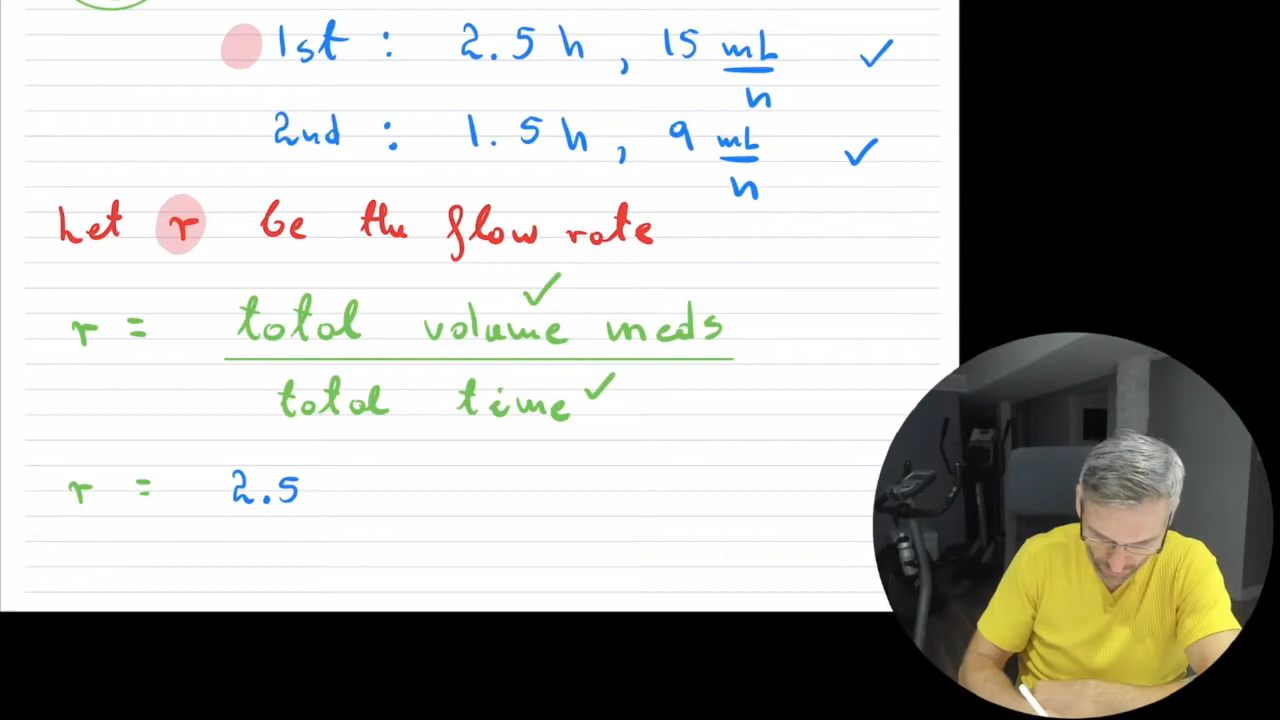 1st : 2.5 h , 15 mL/h ✓
2nd : 1.5 h , 9 mL/h ✓
Let r be the flow rate
r = total volume meds / total time ✓ ✓
r = 2.5